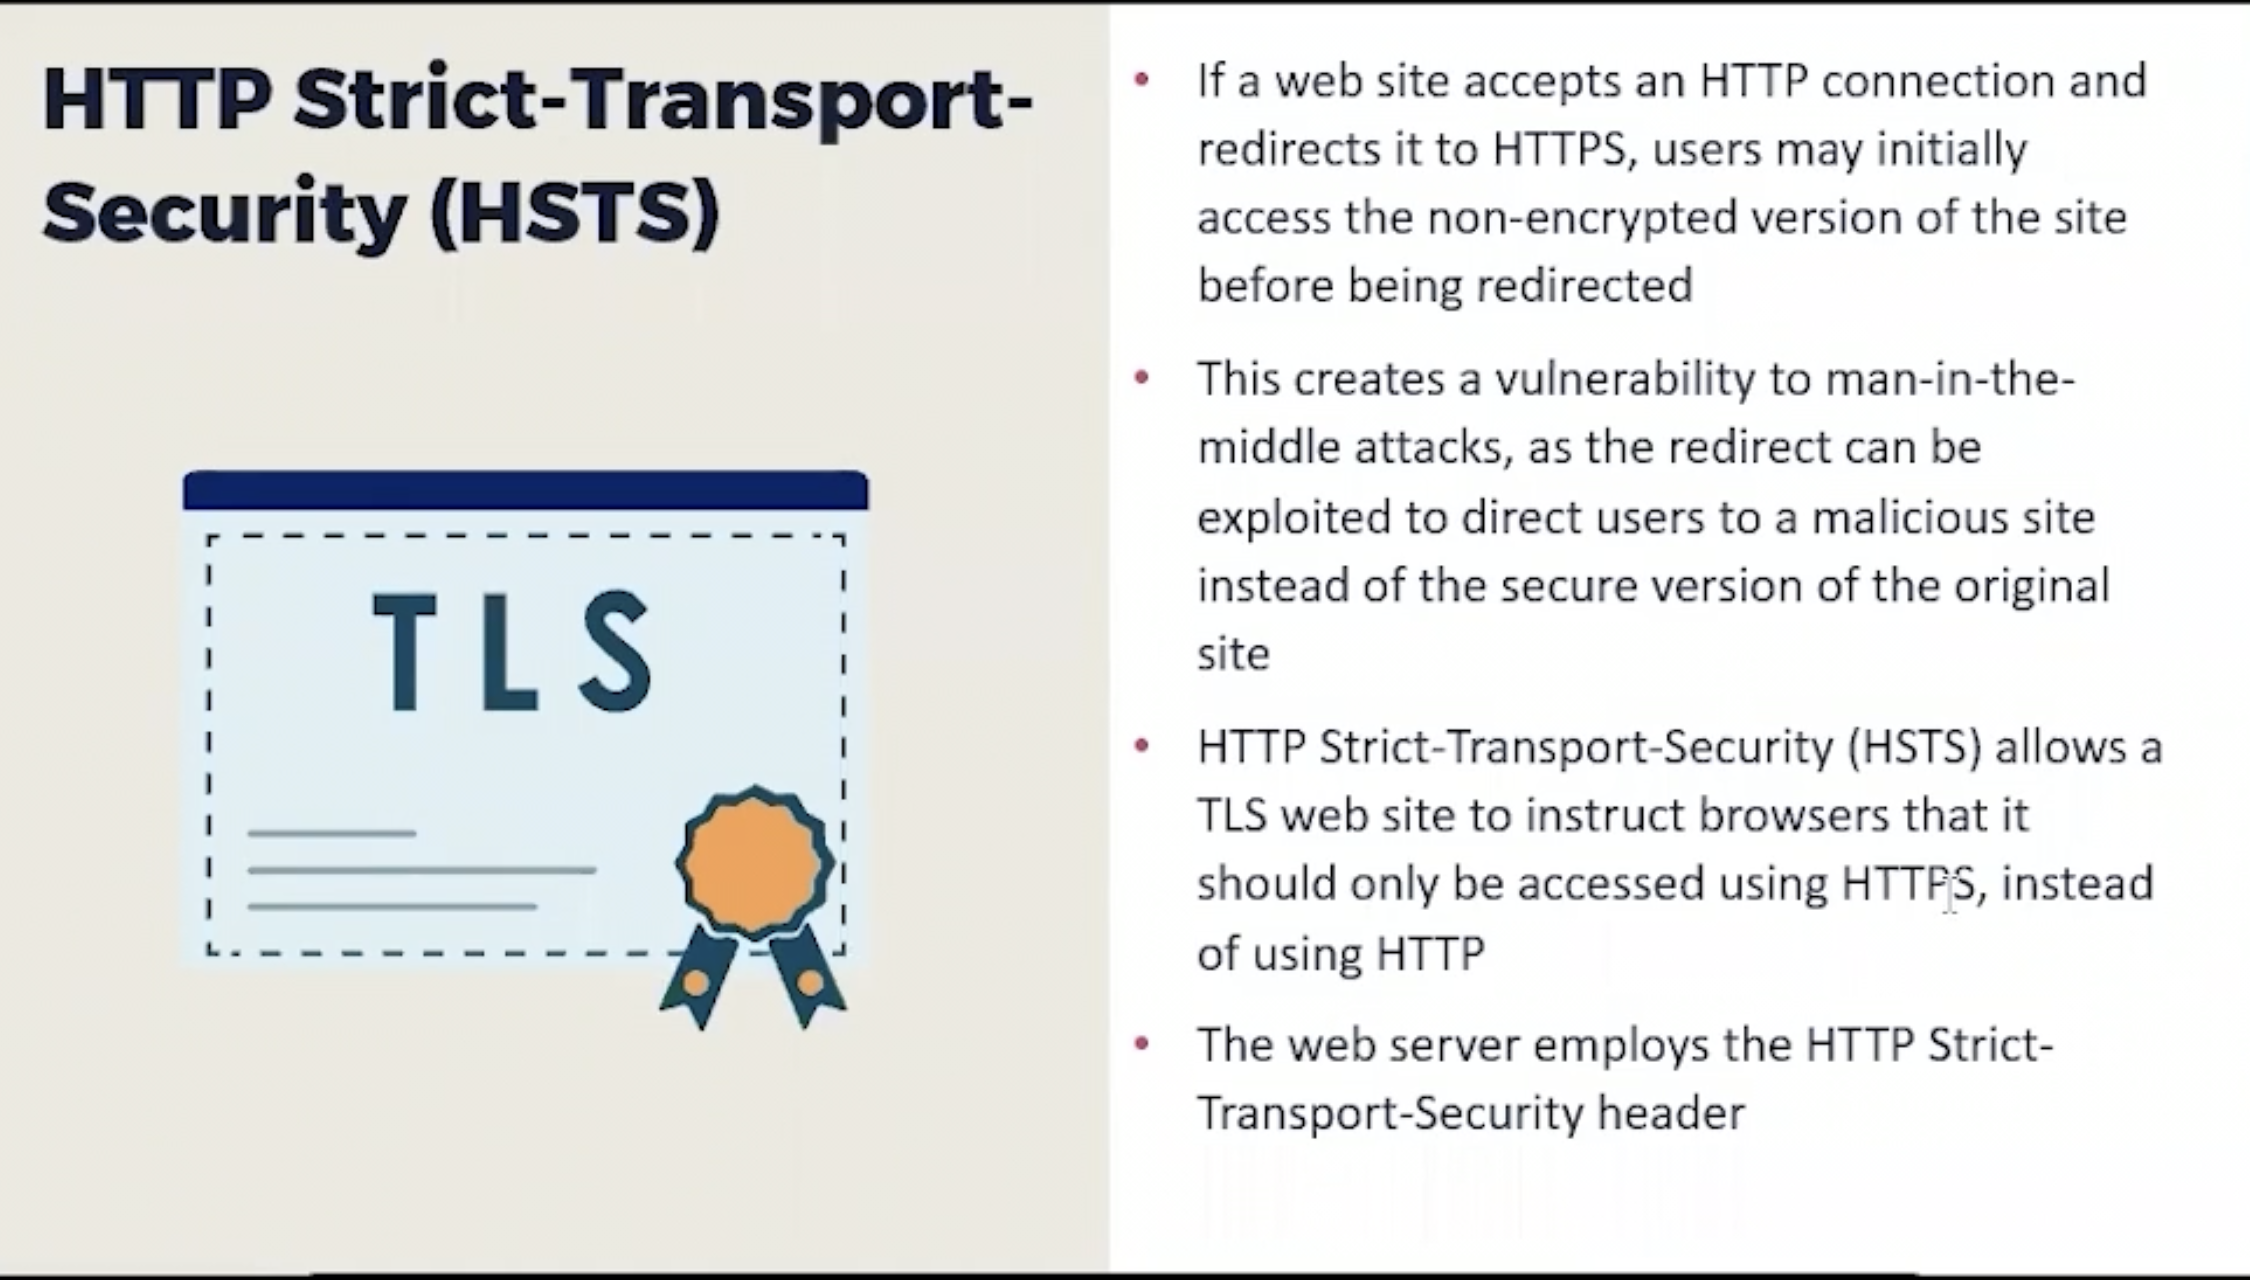 HTTP Strict-Transport-
Security (HSTS)
TLS
• If a web site accepts an HTTP connection and
redirects it to HTTPS, users may initially
access the non-encrypted version of the site
before being redirected
• This creates a vulnerability to man-in-the-
middle attacks, as the redirect can be
exploited to direct users to a malicious site
instead of the secure version of the original
site
• HTTP Strict-Transport-Security (HSTS) allows a
TLS web site to instruct browsers that it
should only be accessed using HTTPS, instead
of using HTTP
• The web server employs the HTTP Strict-
Transport-Security header